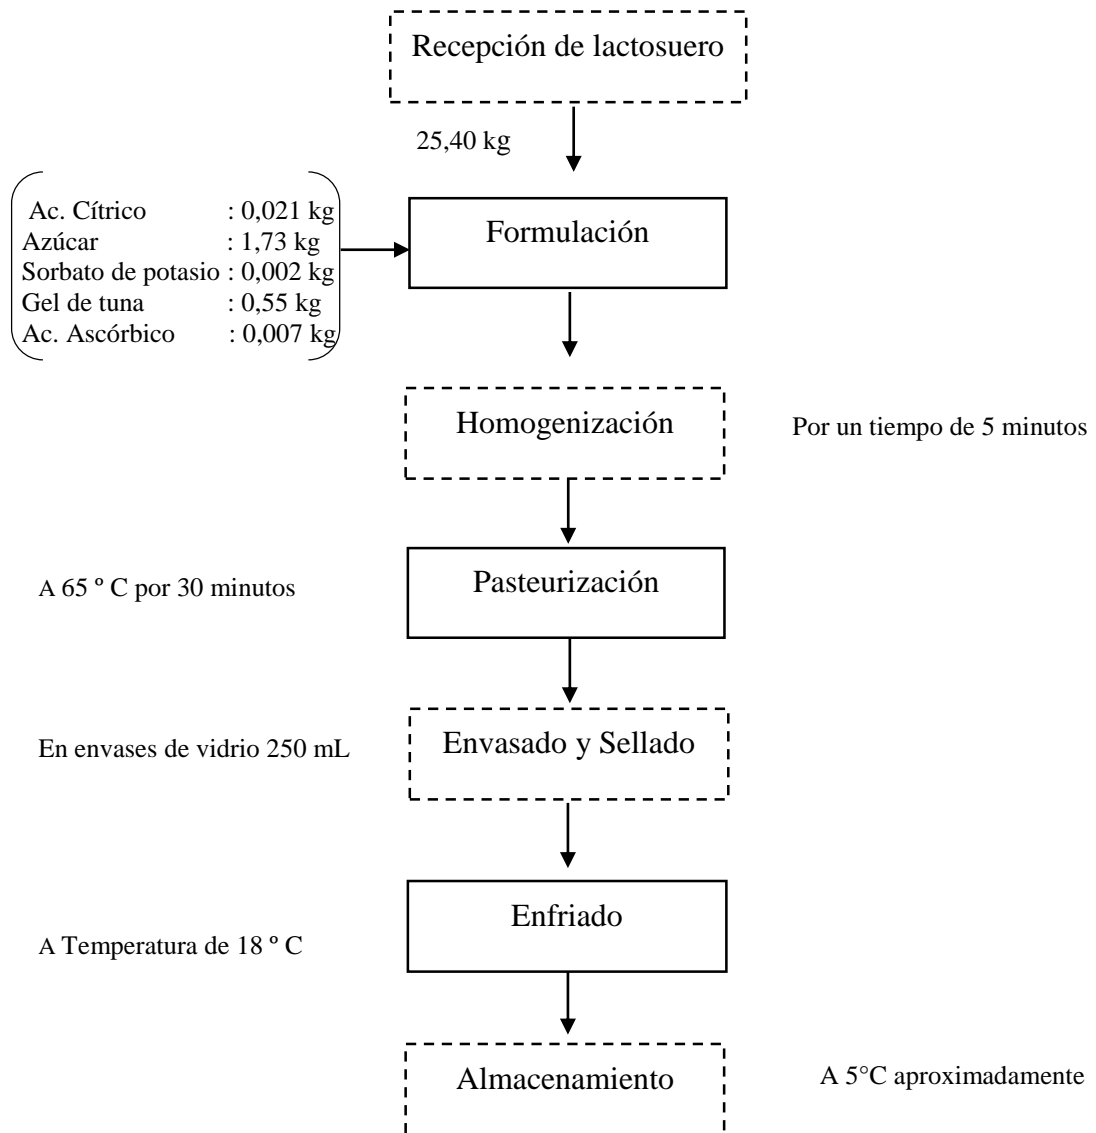 Recepción de lactosuero
25,40 kg
Ac. Cítrico : 0,021 kg
Azúcar : 1,73 kg
Sorbato de potasio : 0,002 kg
Gel de tuna : 0,55 kg
Ac. Ascórbico : 0,007 kg
Formulación
Homogenización
Por un tiempo de 5 minutos
A 65 º C por 30 minutos
Pasteurización
En envases de vidrio 250 mL
Envasado y Sellado
Enfriado
A Temperatura de 18 º C
Almacenamiento
A 5°C aproximadamente